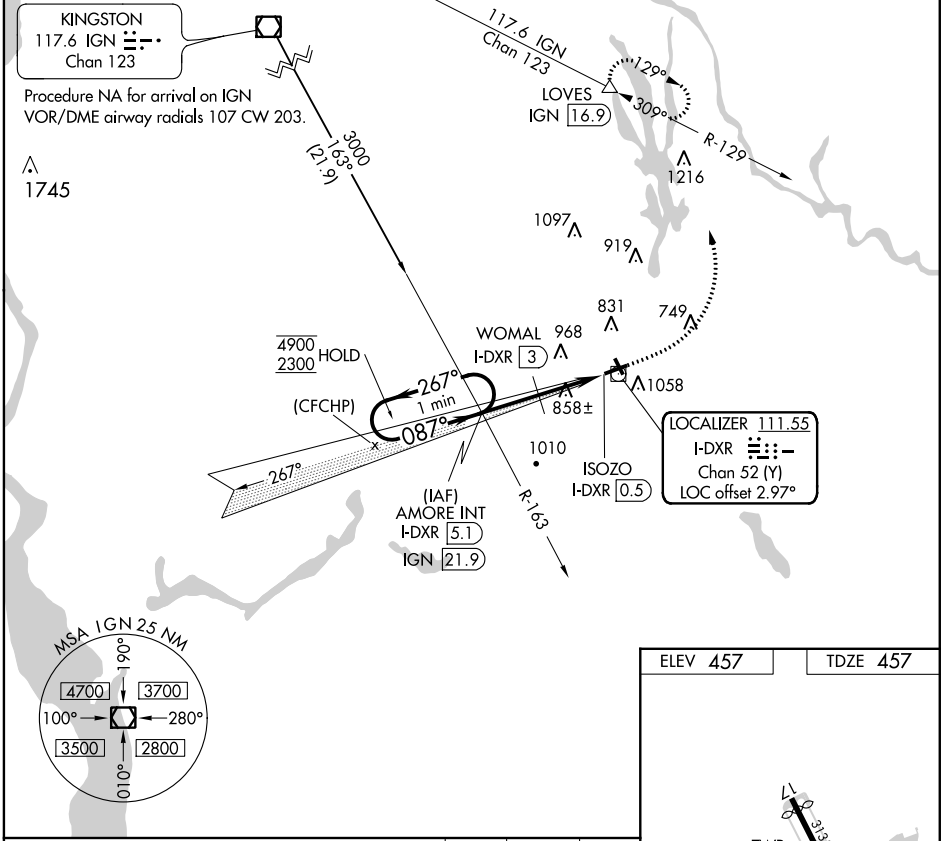 KINGSTON
117.6 IGN
Chan 123
Procedure NA for arrival on IGN
VOR/DME airway radials 107 CW 203.
1745
3000
163°
(21.9)
117.6 IGN
Chan 123
LOVES
IGN 16.9
129°
309°
R-129
1216
1097
919
831
749
WOMAL
I-DXR 3
968
4900
2300
HOLD
267°
1 min
087°
(CFCHP)
267°
858±
1058
1010
LOCALIZER 111.55
I-DXR
Chan 52 (Y)
LOC offset 2.97°
ISOZO
I-DXR 0.5
(IAF)
AMORE INT
I-DXR 5.1
IGN 21.9
R-163
MSA IGN 25 NM
190°
4700
3700
100°
280°
3500
2800
010°
ELEV 457
TDZE 457
17
313